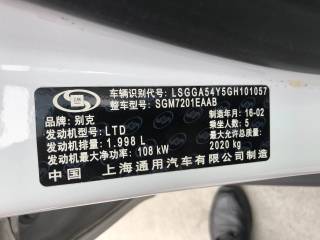 车辆识别代号: LSGGA54Y5GH101057
整车型号: SGM7201EAAB
品牌: 别克
制造年月: 16-02
发动机型号: LTD
乘坐人数: 5
发动机排量: 1.998 L
最大允许总质量:
发动机最大净功率: 108 kW
2020 kg
中国 上海通用汽车有限公司制造